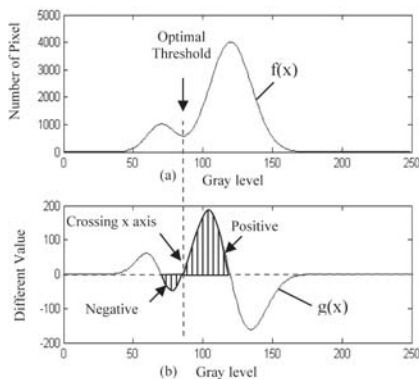 5000
4000
3000
2000
1000
0
Number of Pixel
Optimal
Threshold
f(x)
0 50 100 150 200 250
(a) Gray level
200
100
0
-100
-200
Different Value
Crossing x axis
Positive
Negative
g(x)
0 50 100 150 200 250
(b) Gray level